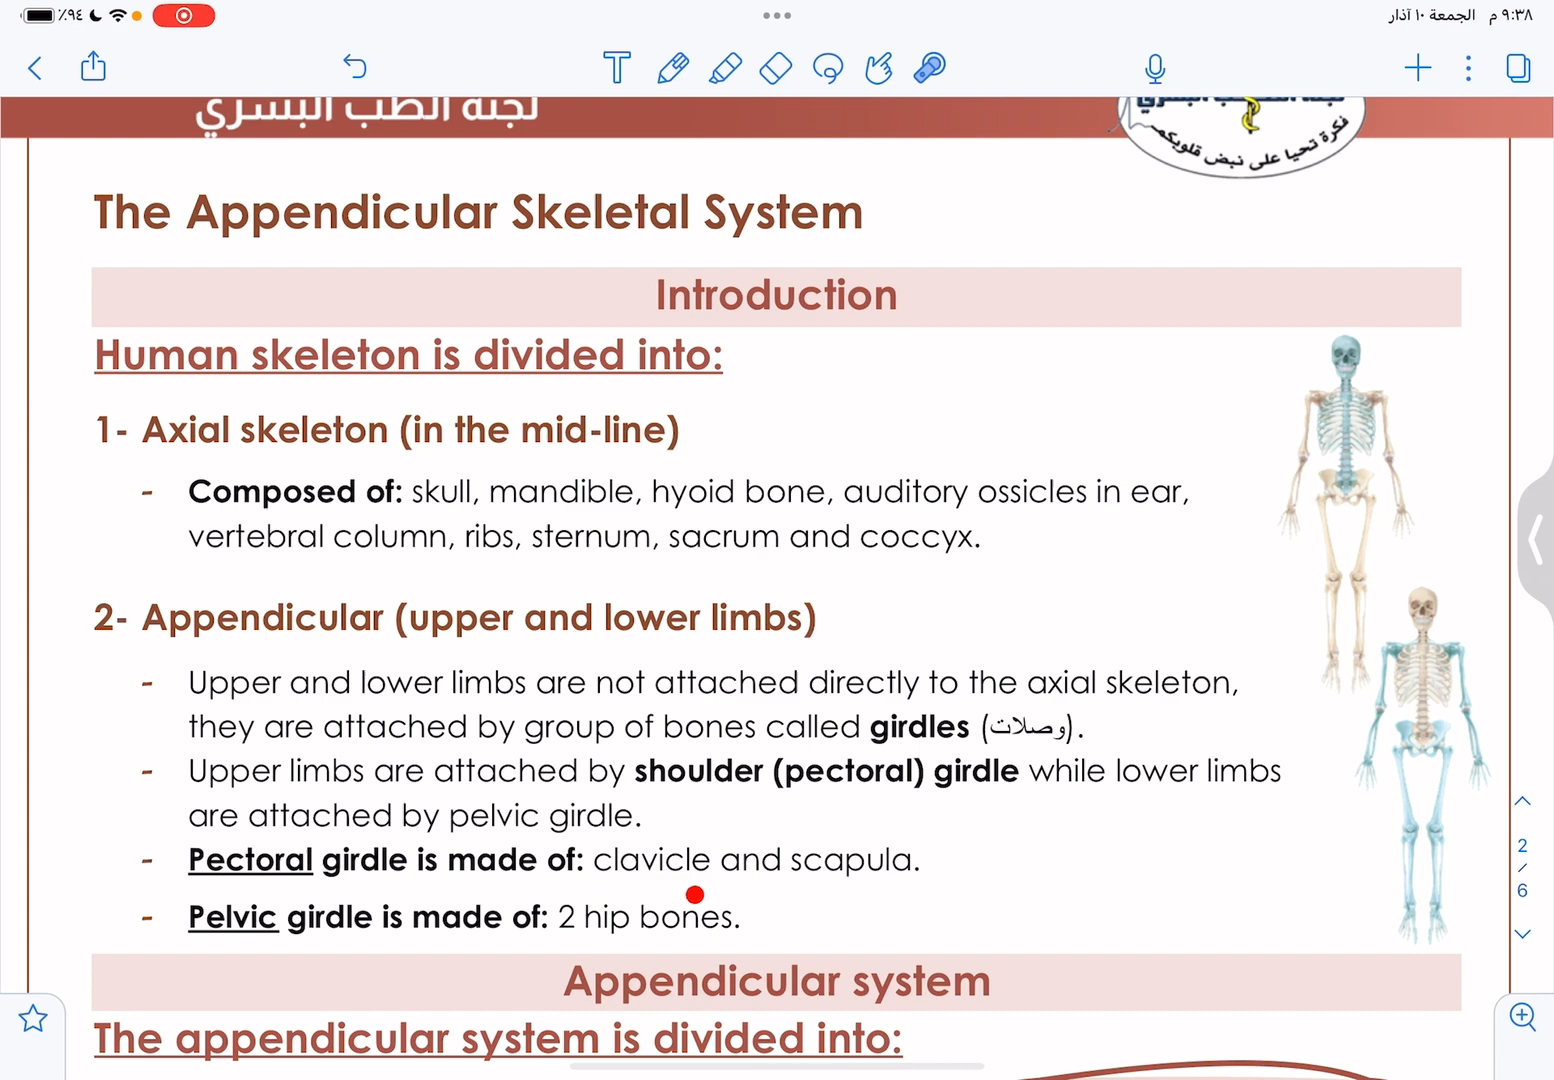 ٪٩٤
٩:٣٨ م الجمعة ١٠ آذار
لجنة الطب البشري
فكرة تحيا على نبض قلوبكم
The Appendicular Skeletal System
Introduction
Human skeleton is divided into:
1- Axial skeleton (in the mid-line)
- Composed of: skull, mandible, hyoid bone, auditory ossicles in ear,
vertebral column, ribs, sternum, sacrum and coccyx.
2- Appendicular (upper and lower limbs)
- Upper and lower limbs are not attached directly to the axial skeleton,
they are attached by group of bones called girdles (وصلات).
- Upper limbs are attached by shoulder (pectoral) girdle while lower limbs
are attached by pelvic girdle.
- Pectoral girdle is made of: clavicle and scapula.
- Pelvic girdle is made of: 2 hip bones.
2
/
6
Appendicular system
The appendicular system is divided into: